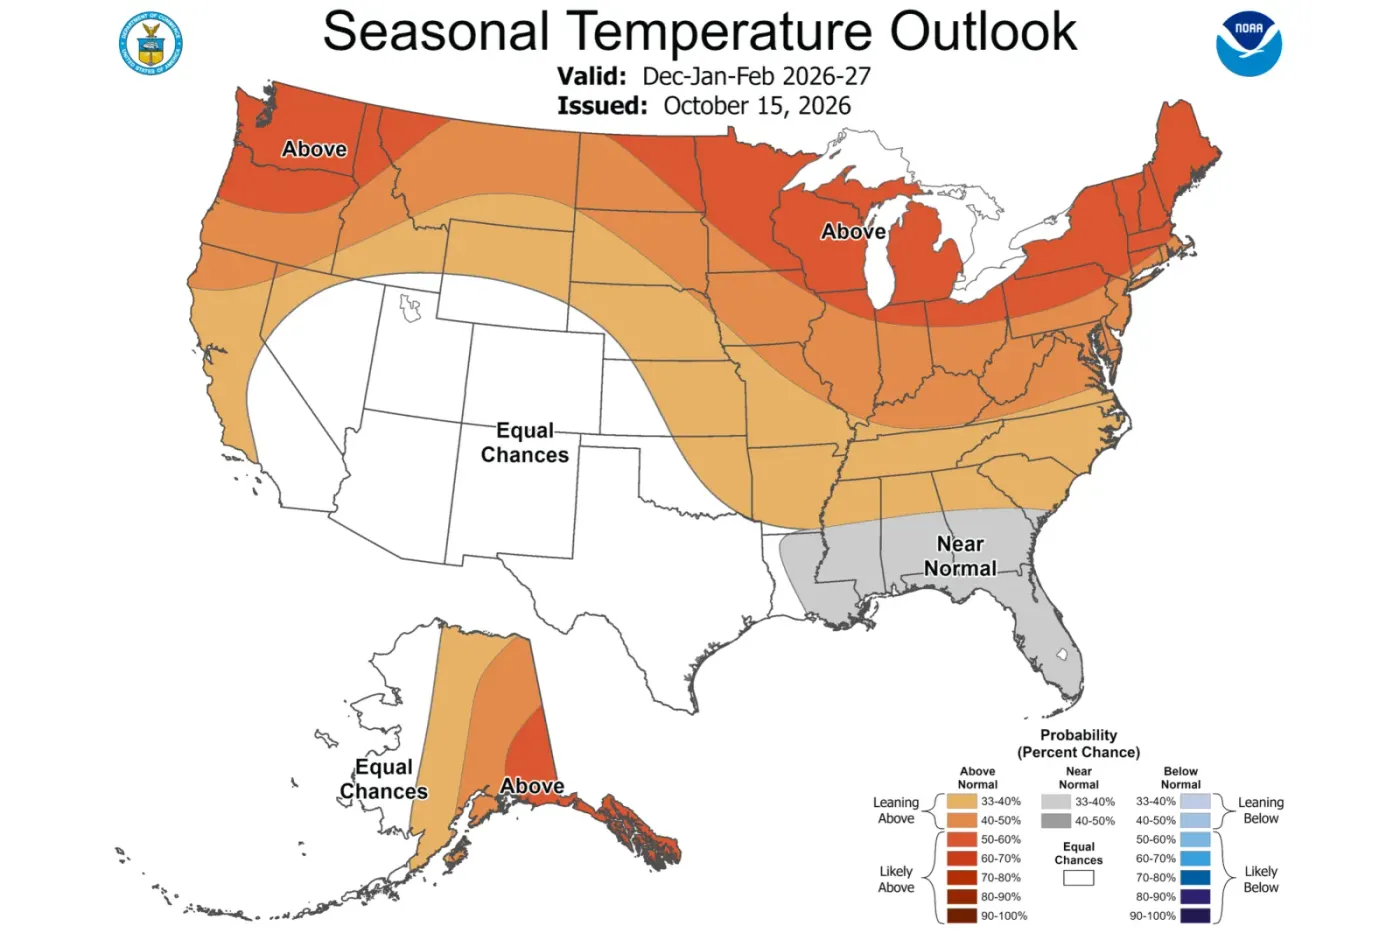 Seasonal Temperature Outlook
Valid: Dec-Jan-Feb 2026-27
Issued: October 15, 2026
NOAA
Above
Above
Equal
Chances
Near
Normal
Equal
Chances
Above
Probability
(Percent Chance)
Above
Normal
Near
Normal
Below
Normal
Leaning
Above
33-40%
40-50%
33-40%
40-50%
33-40%
40-50%
Leaning
Below
Likely
Above
50-60%
60-70%
70-80%
80-90%
90-100%
Equal
Chances
50-60%
60-70%
70-80%
80-90%
90-100%
Likely
Below